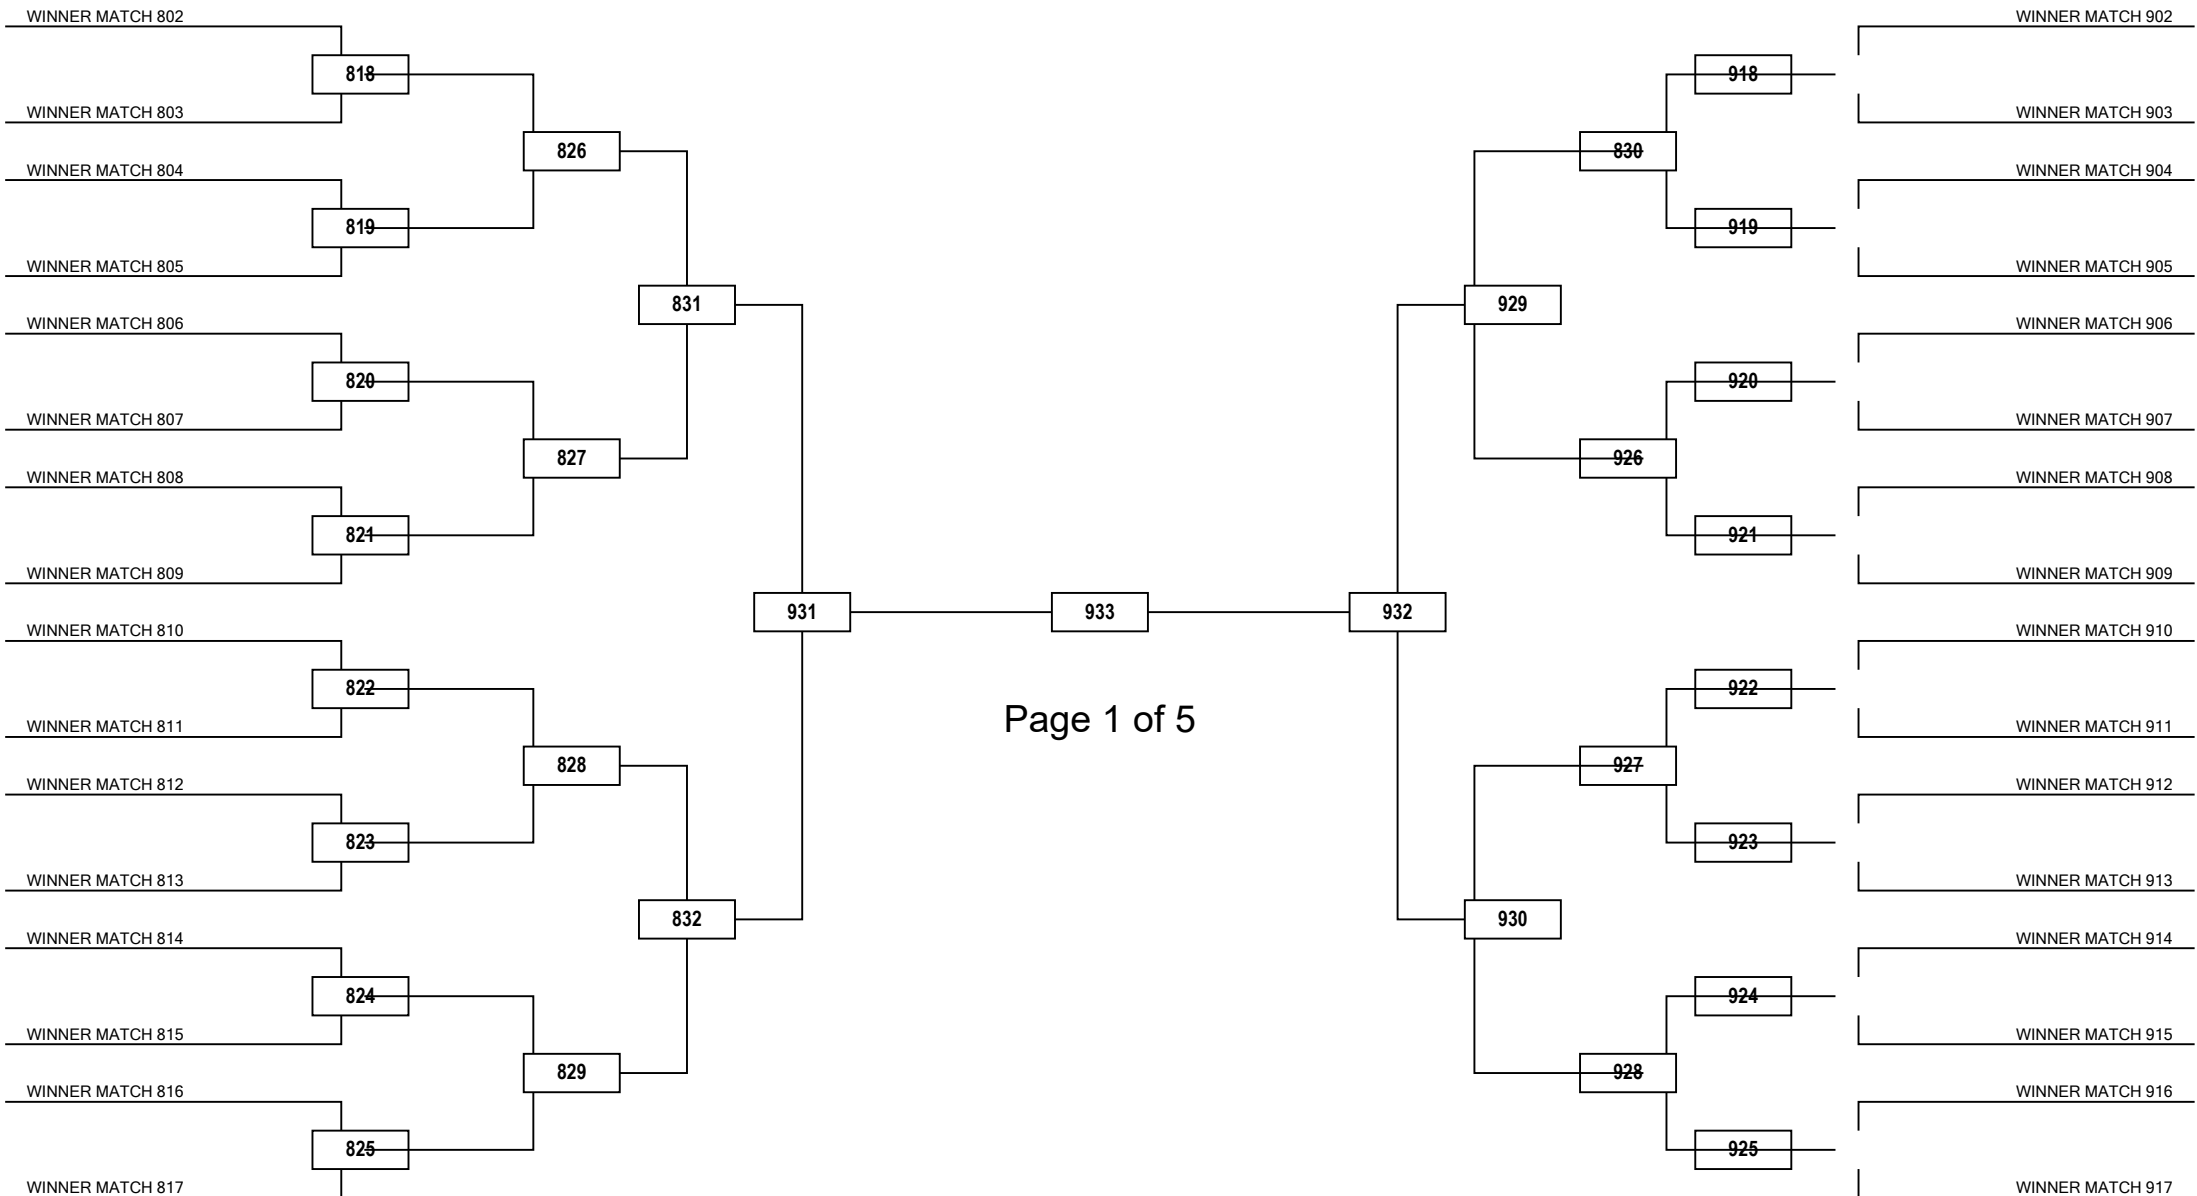 WINNER MATCH 802
WINNER MATCH 902
818
918
WINNER MATCH 803
WINNER MATCH 903
826
830
WINNER MATCH 804
WINNER MATCH 904
819
919
WINNER MATCH 805
WINNER MATCH 905
831
929
WINNER MATCH 806
WINNER MATCH 906
820
920
WINNER MATCH 807
WINNER MATCH 907
827
926
WINNER MATCH 808
WINNER MATCH 908
821
921
WINNER MATCH 809
WINNER MATCH 909
931
933
932
WINNER MATCH 810
WINNER MATCH 910
822
922
Page 1 of 5
WINNER MATCH 811
WINNER MATCH 911
828
927
WINNER MATCH 812
WINNER MATCH 912
823
923
WINNER MATCH 813
WINNER MATCH 913
832
930
WINNER MATCH 814
WINNER MATCH 914
824
924
WINNER MATCH 815
WINNER MATCH 915
829
928
WINNER MATCH 816
WINNER MATCH 916
825
925
WINNER MATCH 817
WINNER MATCH 917